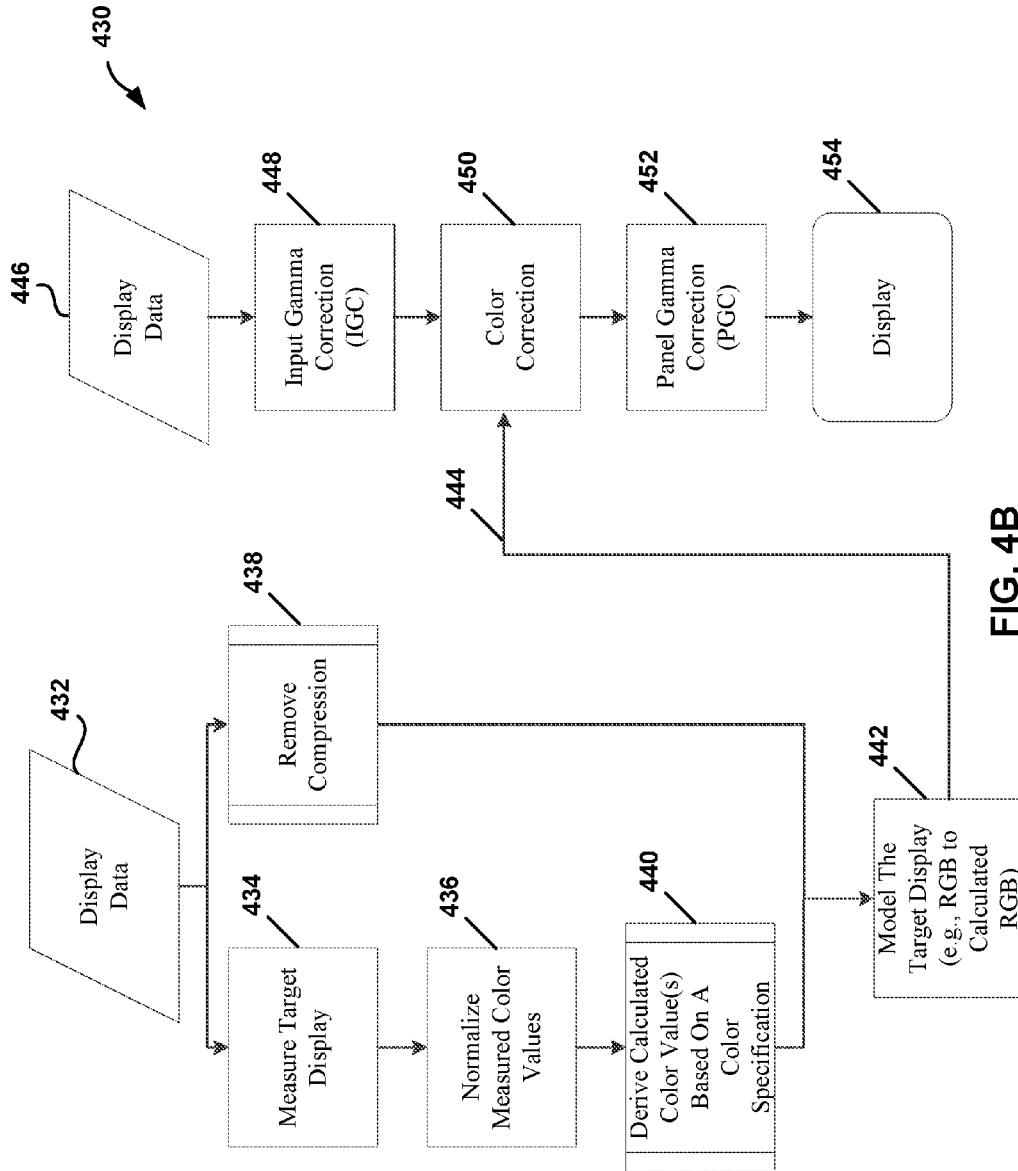 430
432
Display
Data
434
Measure Target
Display
438
Remove
Compression
436
Normalize
Measured Color
Values
440
Derive Calculated
Color Value(s)
Based On A
Color
Specification
442
Model The
Target Display
(e.g., RGB to
Calculated
RGB)
444
446
Display
Data
448
Input Gamma
Correction
(IGC)
450
Color
Correction
452
Panel Gamma
Correction
(PGC)
454
Display
FIG. 4B